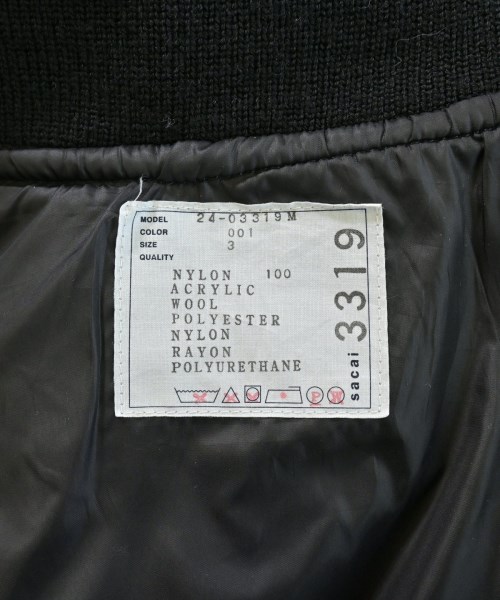 MODEL 24-03319M
COLOR 001
SIZE 3
QUALITY
NYLON 100
ACRYLIC
WOOL
POLYESTER
NYLON
RAYON
POLYURETHANE
P W
sacai 3319